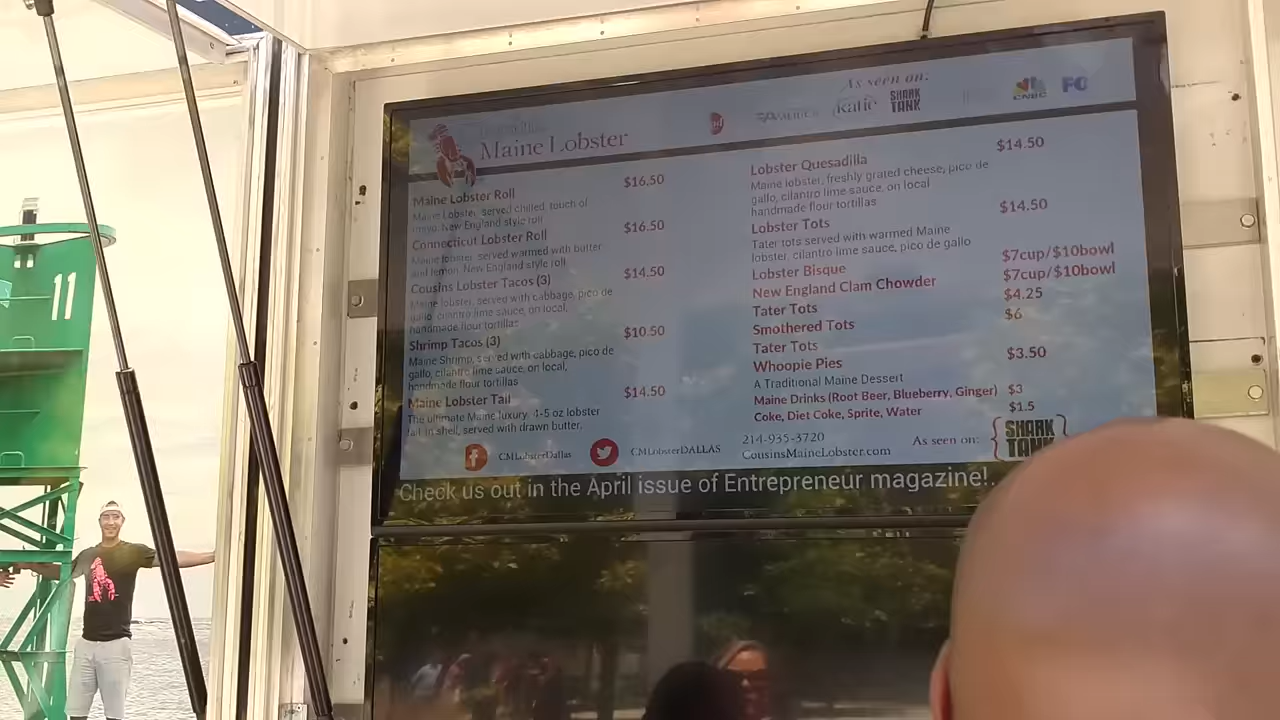 11
As seen on:
Katie
SHARK TANK
CNBC
FO
Maine Lobster
Maine Lobster Roll $16.50
Maine Lobster, served chilled, touch of
mayo, New England style roll
Connecticut Lobster Roll $16.50
Maine lobster, served warmed with butter
and lemon, New England style roll
Cousins Lobster Tacos (3) $14.50
Maine lobster, served with cabbage, pico de
gallo, cilantro lime sauce, on local,
handmade flour tortillas
Shrimp Tacos (3) $10.50
Maine Shrimp, served with cabbage, pico de
gallo, cilantro lime sauce, on local,
handmade flour tortillas
Maine Lobster Tail $14.50
The ultimate Maine luxury. 4-5 oz lobster
tail in shell, served with drawn butter.
CMLobsterDallas
CMLobsterDALLAS
Lobster Quesadilla $14.50
Maine lobster, freshly grated cheese, pico de
gallo, cilantro lime sauce, on local
handmade flour tortillas
Lobster Tots $14.50
Tater tots served with warmed Maine
lobster, cilantro lime sauce, pico de gallo
Lobster Bisque $7cup/$10bowl
New England Clam Chowder $7cup/$10bowl
Tater Tots $4.25
Smothered Tots $6
Tater Tots
Whoopie Pies $3.50
A Traditional Maine Dessert
Maine Drinks (Root Beer, Blueberry, Ginger) $3
Coke, Diet Coke, Sprite, Water $1.5
214-935-3720
CousinsMaineLobster.com
As seen on:
SHARK TANK
Check us out in the April issue of Entrepreneur magazine!.